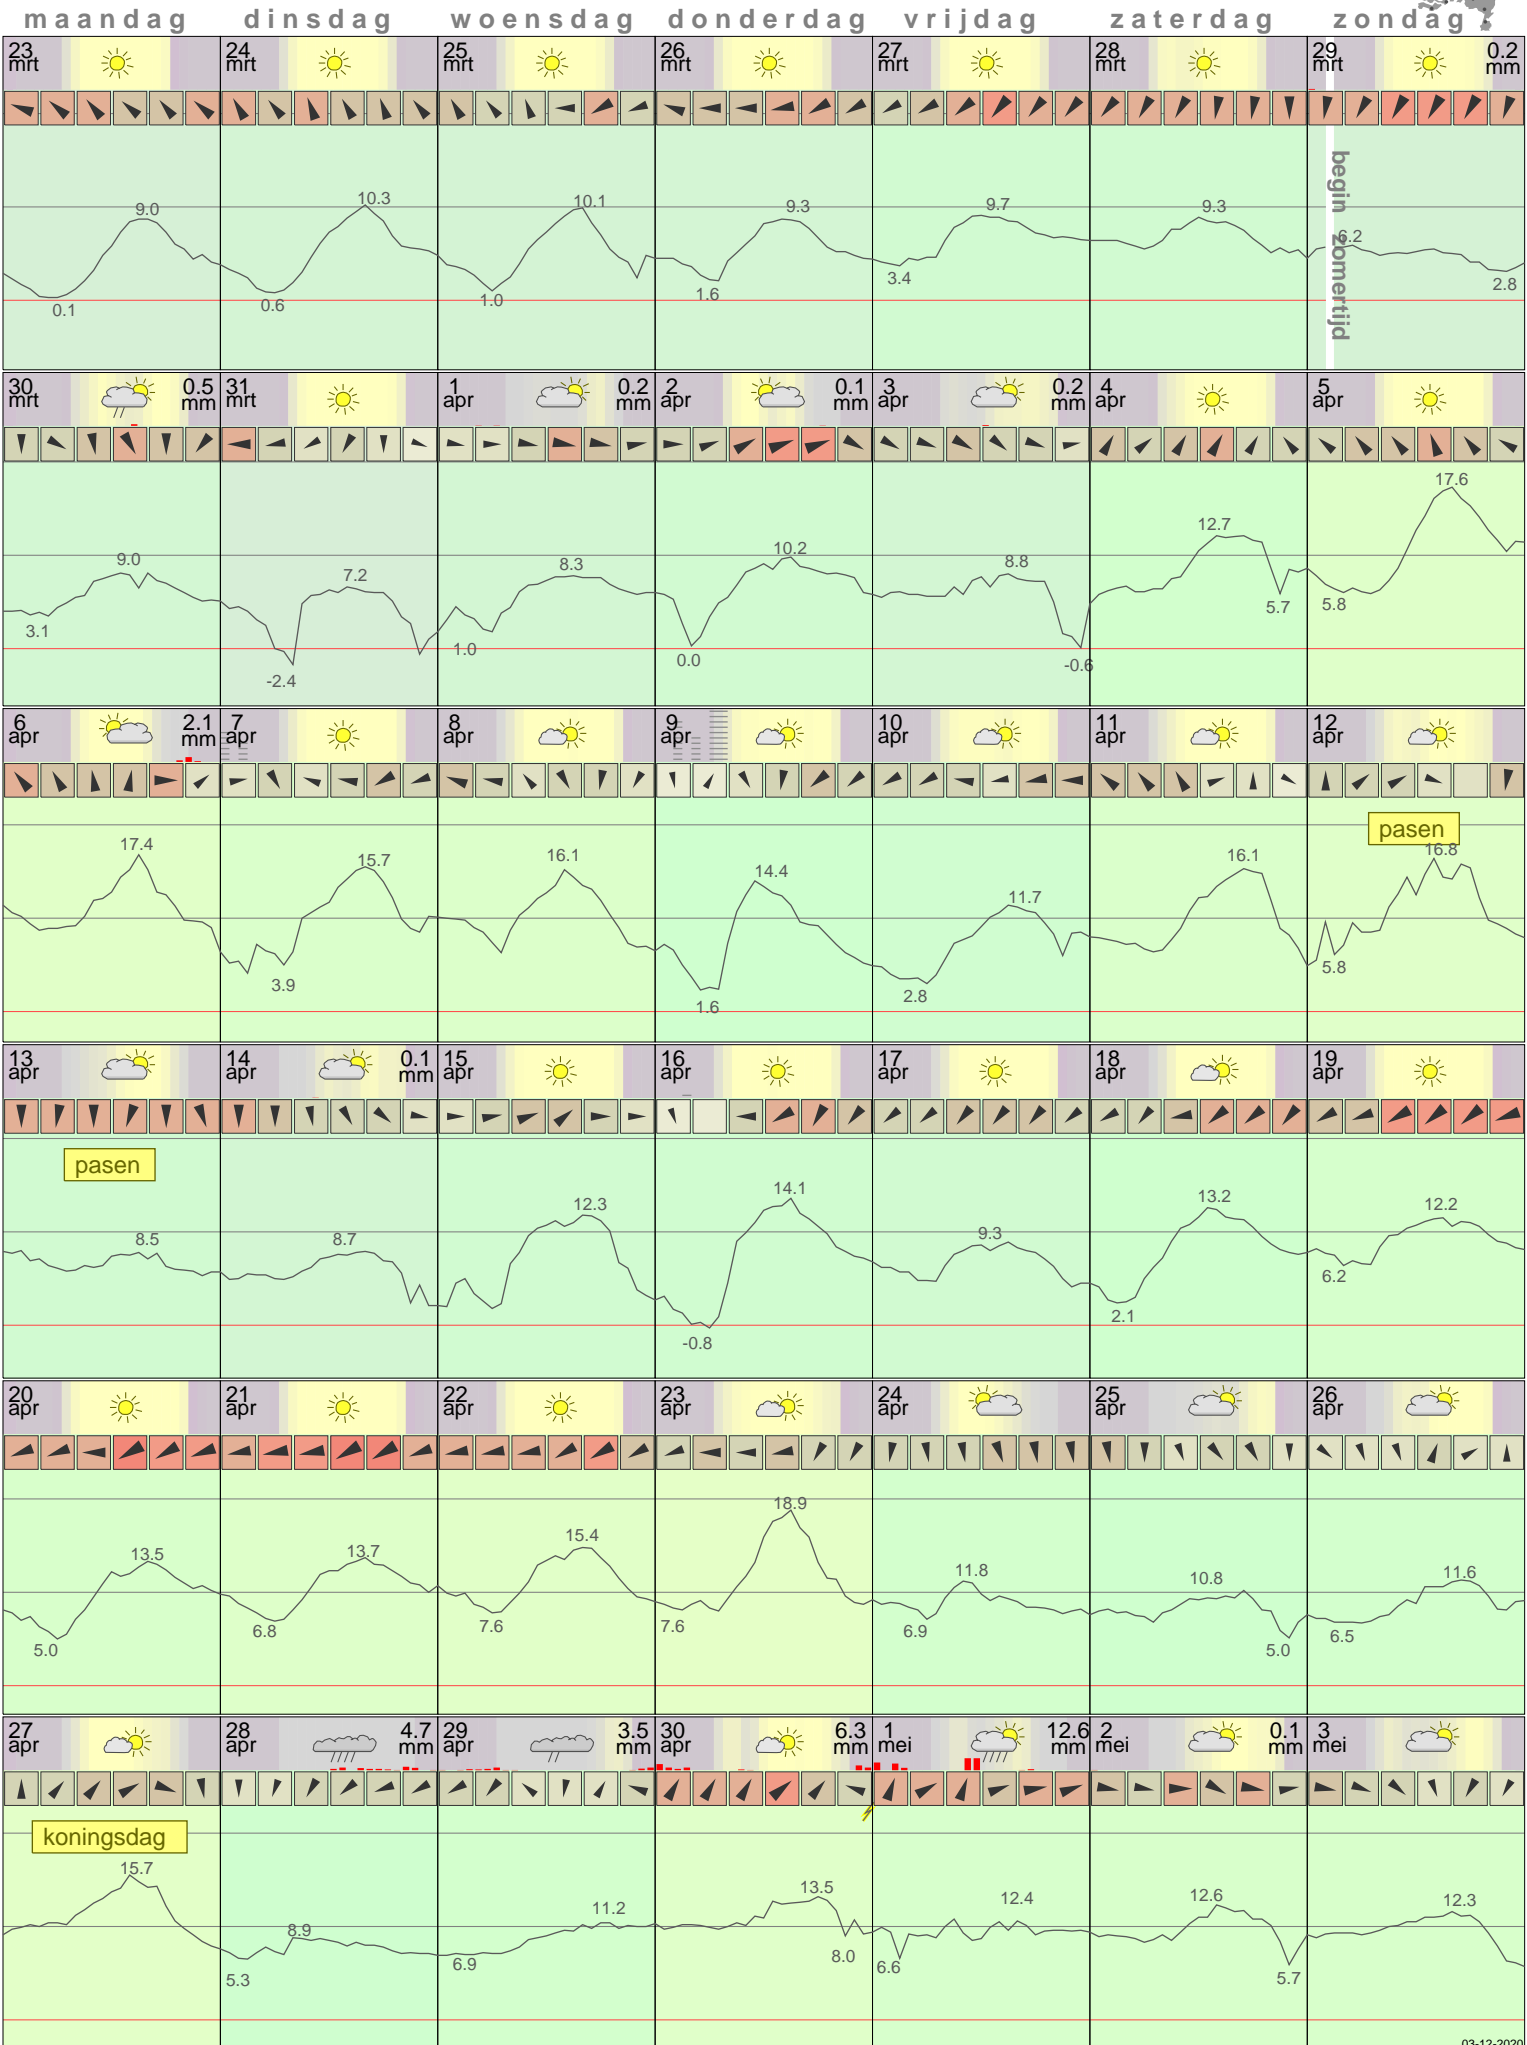 maandag dinsdag woensdag donderdag vrijdag zaterdag zondag
23 24 25 26 27 28 29 0.2
mrt mrt mrt mrt mrt mrt mrt mm
begin zomertijd
9.0 10.3 10.1 9.3 9.7 9.3 6.2
0.1 0.6 1.0 1.6 3.4 2.8
30 0.5 31 1 0.2 2 0.1 3 0.2 4 5
mrt mm mrt apr mm apr mm apr mm apr apr
9.0 7.2 8.3 10.2 8.8 12.7 17.6
3.1 -2.4 1.0 0.0 -0.6 5.7 5.8
6 2.1 7 8 9 10 11 12
apr mm apr apr apr apr apr apr
pasen
17.4 15.7 16.1 14.4 11.7 16.1 16.8
3.9 1.6 2.8 5.8
13 14 0.1 15 16 17 18 19
apr apr mm apr apr apr apr apr
pasen
8.5 8.7 12.3 14.1 9.3 13.2 12.2
-0.8 2.1 6.2
20 21 22 23 24 25 26
apr apr apr apr apr apr apr
13.5 13.7 15.4 18.9 11.8 10.8 11.6
5.0 6.8 7.6 7.6 6.9 5.0 6.5
27 28 4.7 29 3.5 30 6.3 1 12.6 2 0.1 3
apr apr mm apr mm apr mm mei mm mei mm mei
koningsdag
15.7 8.9 11.2 13.5 12.4 12.6 12.3
5.3 6.9 8.0 6.6 5.7
03-12-2020